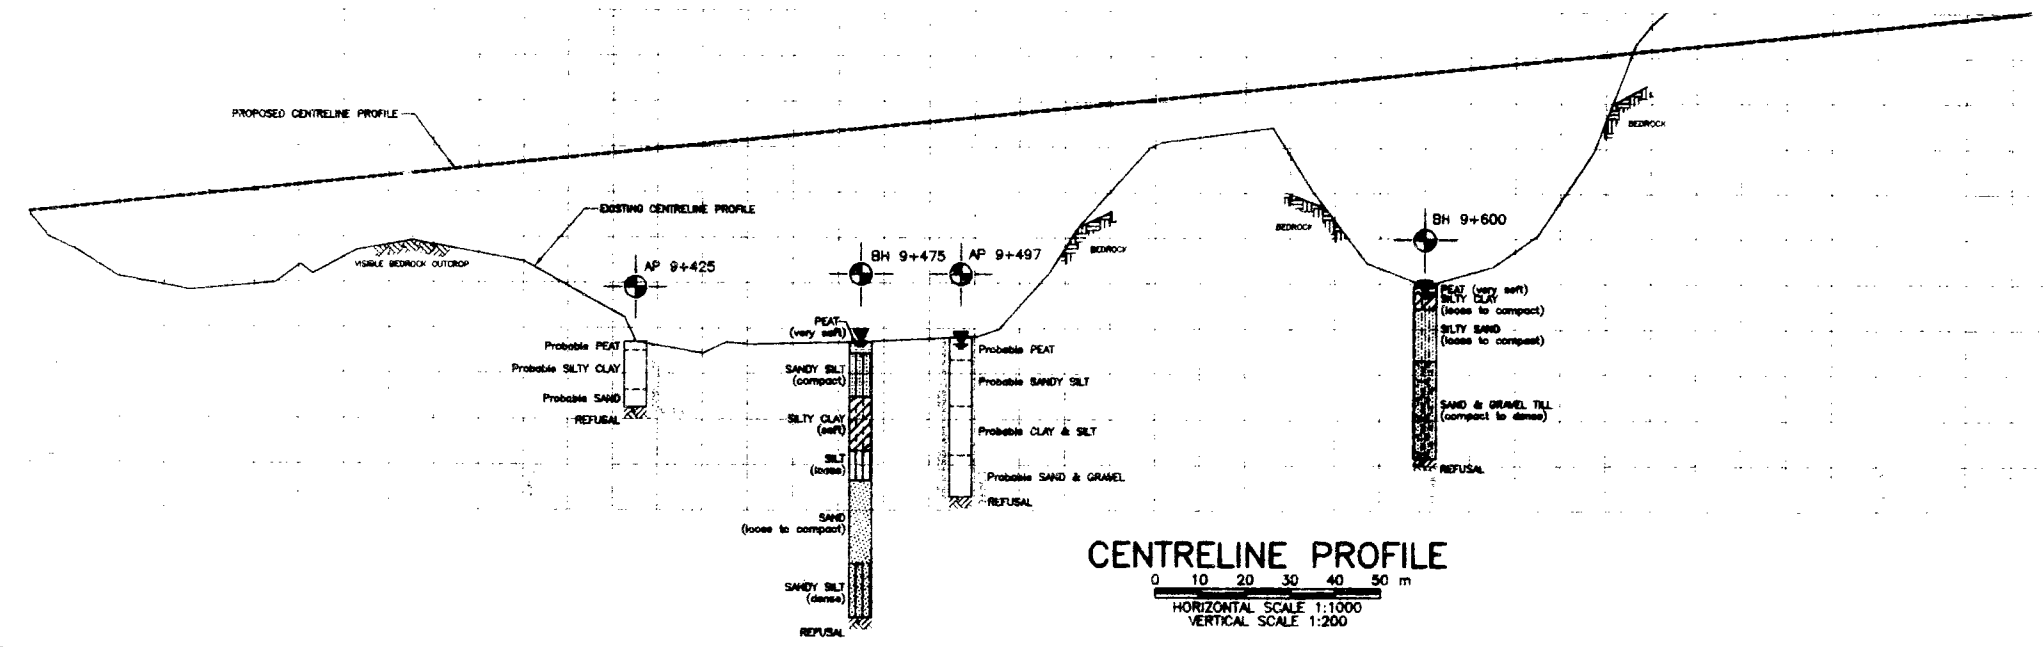 PROPOSED CENTRELINE PROFILE
EXISTING CENTRELINE PROFILE
VISIBLE BEDROCK OUTCROP
AP 9+425
Probable PEAT
Probable SILTY CLAY
Probable SAND
REFUSAL
BH 9+475
PEAT
(very soft)
SANDY SILT
(compact)
SILTY CLAY
(soft)
SILT
(loose)
SAND
(loose to compact)
SANDY SILT
(dense)
REFUSAL
AP 9+497
Probable PEAT
Probable SANDY SILT
Probable CLAY & SILT
Probable SAND & GRAVEL
REFUSAL
BEDROCK
BEDROCK
BH 9+600
PEAT (very soft)
SILTY CLAY
(loose to compact)
SILTY SAND
(loose to compact)
SAND & GRAVEL TILL
(compact to dense)
REFUSAL
BEDROCK
CENTRELINE PROFILE
0 10 20 30 40 50 m
HORIZONTAL SCALE 1:1000
VERTICAL SCALE 1:200